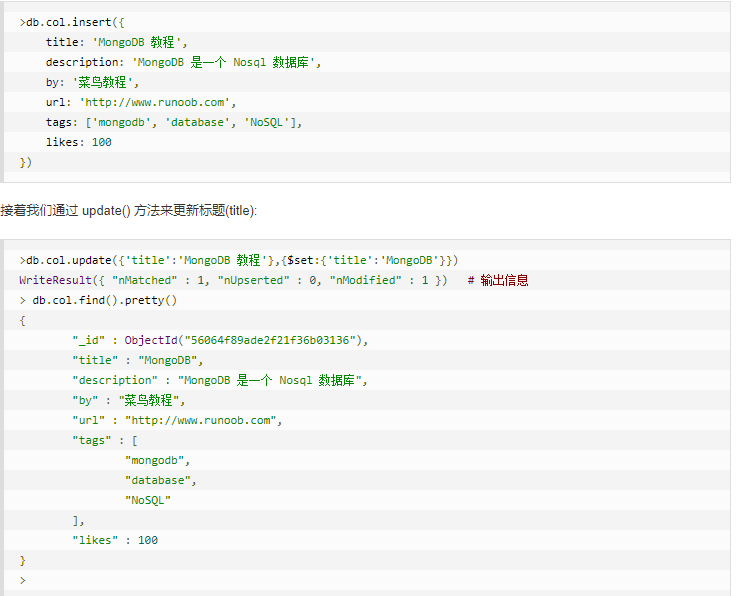 >db.col.insert({
    title: 'MongoDB 教程',
    description: 'MongoDB 是一个 Nosql 数据库',
    by: '菜鸟教程',
    url: 'http://www.runoob.com',
    tags: ['mongodb', 'database', 'NoSQL'],
    likes: 100
})
接着我们通过 update() 方法来更新标题(title):
>db.col.update({'title':'MongoDB 教程'},{$set:{'title':'MongoDB'}})
WriteResult({ "nMatched" : 1, "nUpserted" : 0, "nModified" : 1 })   # 输出信息
> db.col.find().pretty()
{
        "_id" : ObjectId("56064f89ade2f21f36b03136"),
        "title" : "MongoDB",
        "description" : "MongoDB 是一个 Nosql 数据库",
        "by" : "菜鸟教程",
        "url" : "http://www.runoob.com",
        "tags" : [
                "mongodb",
                "database",
                "NoSQL"
        ],
        "likes" : 100
}
>